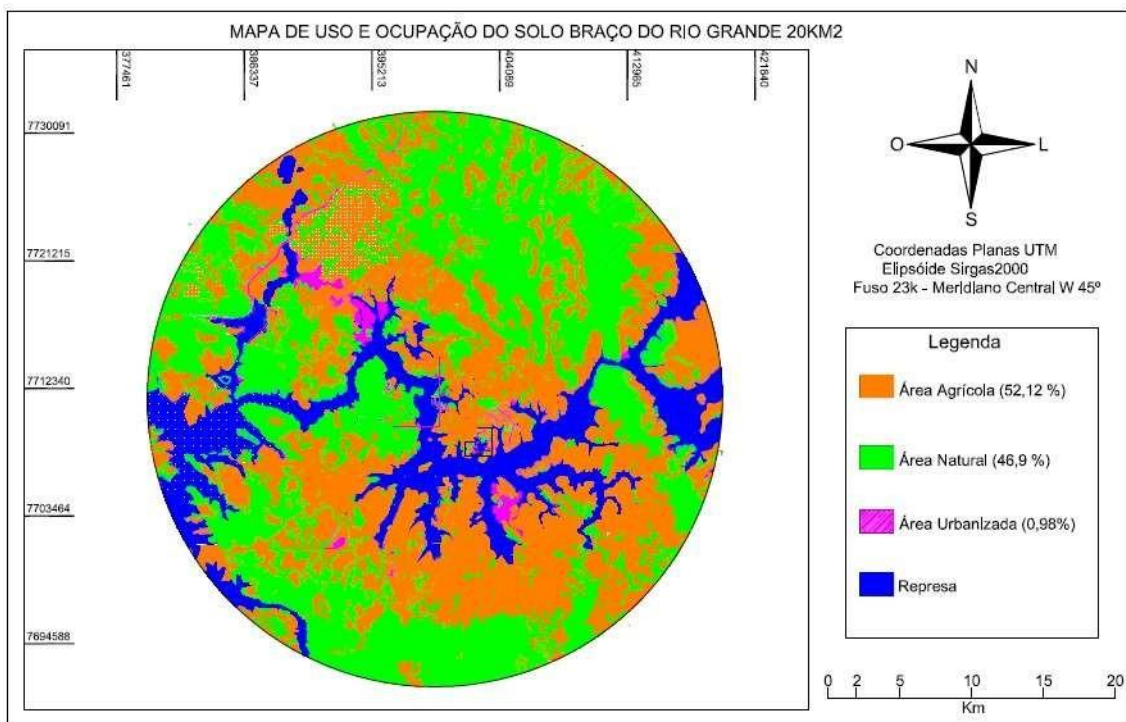 MAPA DE USO E OCUPAÇÃO DO SOLO BRAÇO DO RIO GRANDE 20KM2
377461
386337
395213
404089
412965
421840
7730091
7721215
7712340
7703464
7694588
N
O
L
S
Coordenadas Planas UTM
Elipsóide Sirgas2000
Fuso 23k - Meridiano Central W 45º
Legenda
Área Agrícola (52,12 %)
Área Natural (46,9 %)
Área Urbanizada (0,98%)
Represa
0 2 5 10 15 20
Km